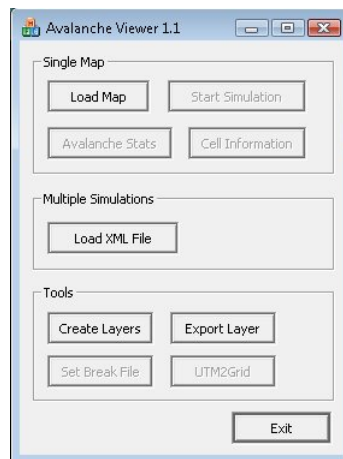 Avalanche Viewer 1.1
Single Map
Load Map
Start Simulation
Avalanche Stats
Cell Information
Multiple Simulations
Load XML File
Tools
Create Layers
Export Layer
Set Break File
UTM2Grid
Exit